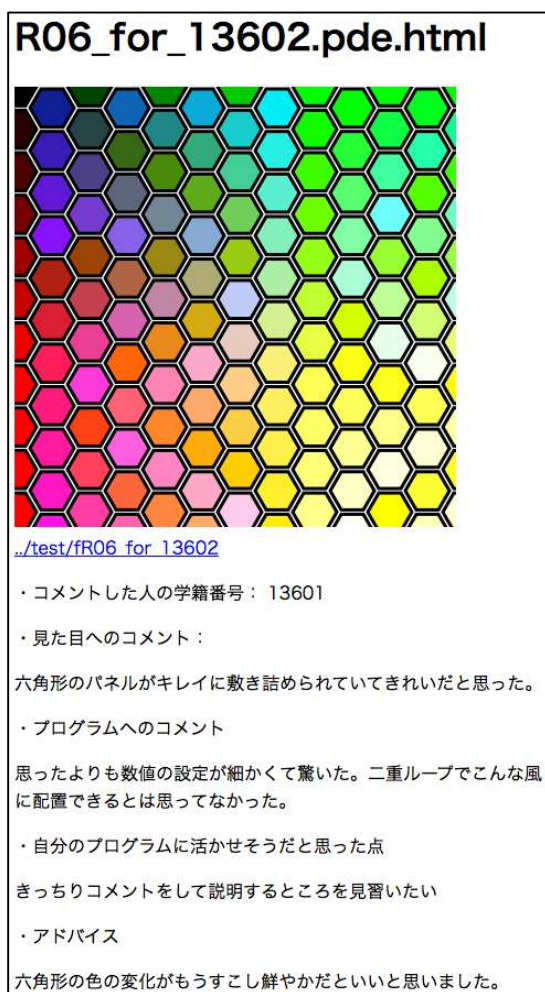 R06_for_13602.pde.html
../test/fR06_for_13602
・コメントした人の学籍番号： 13601
・見た目へのコメント：
六角形のパネルがキレイに敷き詰められていてきれいだと思った。
・プログラムへのコメント
思ったよりも数値の設定が細かくて驚いた。二重ループでこんな風
に配置できるとは思ってなかった。
・自分のプログラムに活かせそうだと思った点
きっちりコメントをして説明するところを見習いたい
・アドバイス
六角形の色の変化がもうすこし鮮やかだといいと思いました。